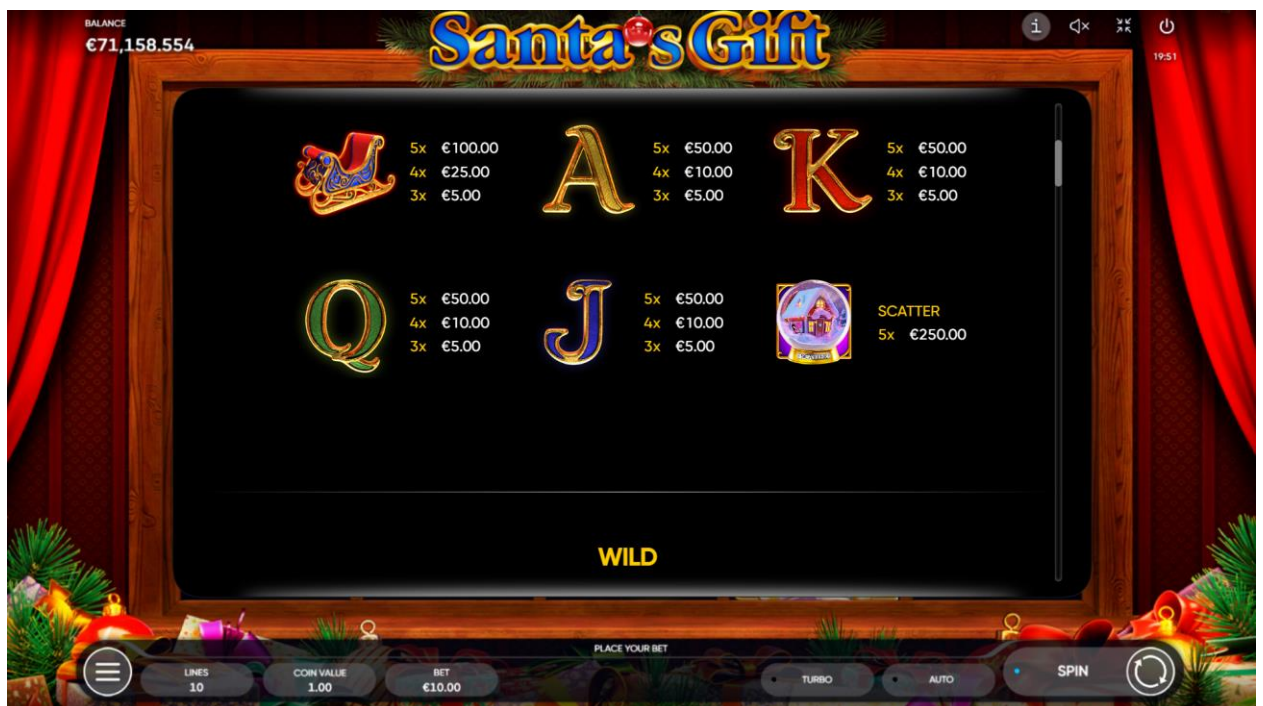 BALANCE
€71,158.554
Santa's Gift
i
19:51
5x €100.00
4x €25.00
3x €5.00
A
5x €50.00
4x €10.00
3x €5.00
K
5x €50.00
4x €10.00
3x €5.00
Q
5x €50.00
4x €10.00
3x €5.00
J
5x €50.00
4x €10.00
3x €5.00
SCATTER
5x €250.00
WILD
PLACE YOUR BET
LINES
10
COIN VALUE
1.00
BET
€10.00
TURBO
AUTO
SPIN